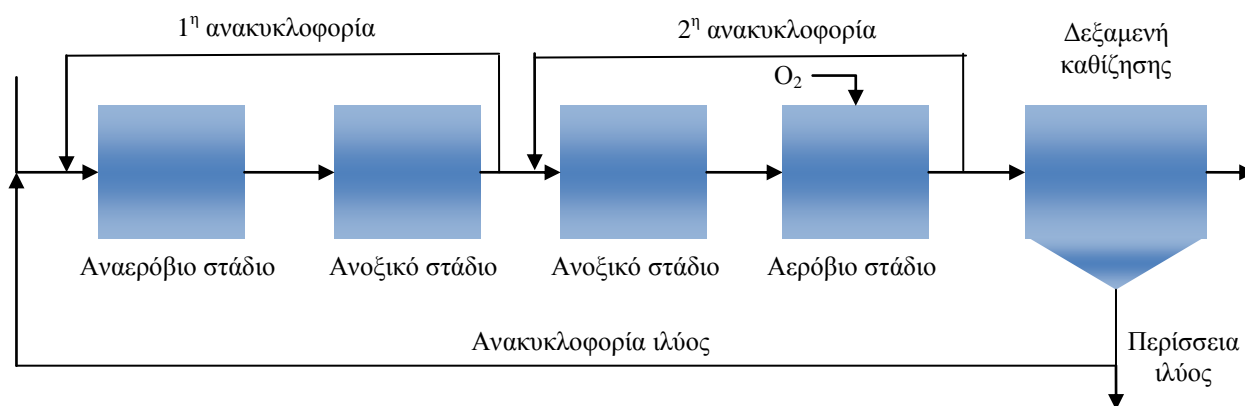 1η ανακυκλοφορία
2η ανακυκλοφορία
Δεξαμενή
καθίζησης
O2
Αναερόβιο στάδιο
Ανοξικό στάδιο
Ανοξικό στάδιο
Αερόβιο στάδιο
Ανακυκλοφορία ιλύος
Περίσσεια
ιλύος